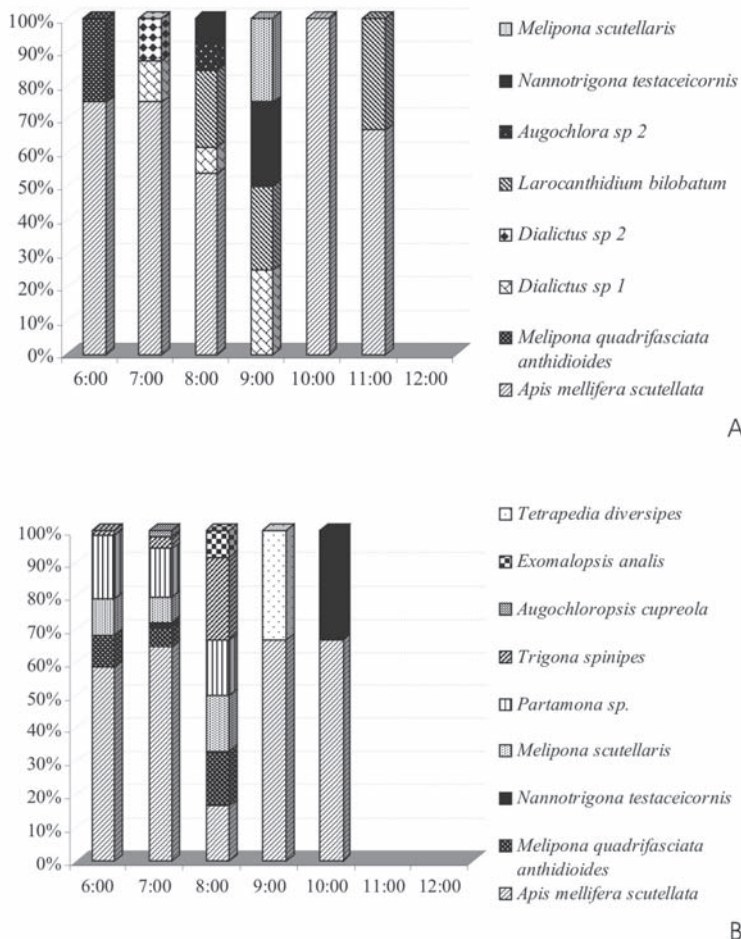 100%
90%
80%
70%
60%
50%
40%
30%
20%
10%
0%
6:00 7:00 8:00 9:00 10:00 11:00 12:00
Melipona scutellaris
Nannotrigona testaceicornis
Augochlora sp 2
Larocanthidium bilobatum
Dialictus sp 2
Dialictus sp 1
Melipona quadrifasciata
anthidioides
Apis mellifera scutellata
A
100%
90%
80%
70%
60%
50%
40%
30%
20%
10%
0%
6:00 7:00 8:00 9:00 10:00 11:00 12:00
Tetrapedia diversipes
Exomalopsis analis
Augochloropsis cupreola
Trigona spinipes
Partamona sp.
Melipona scutellaris
Nannotrigona testaceicornis
Melipona quadrifasciata
anthidioides
Apis mellifera scutellata
B